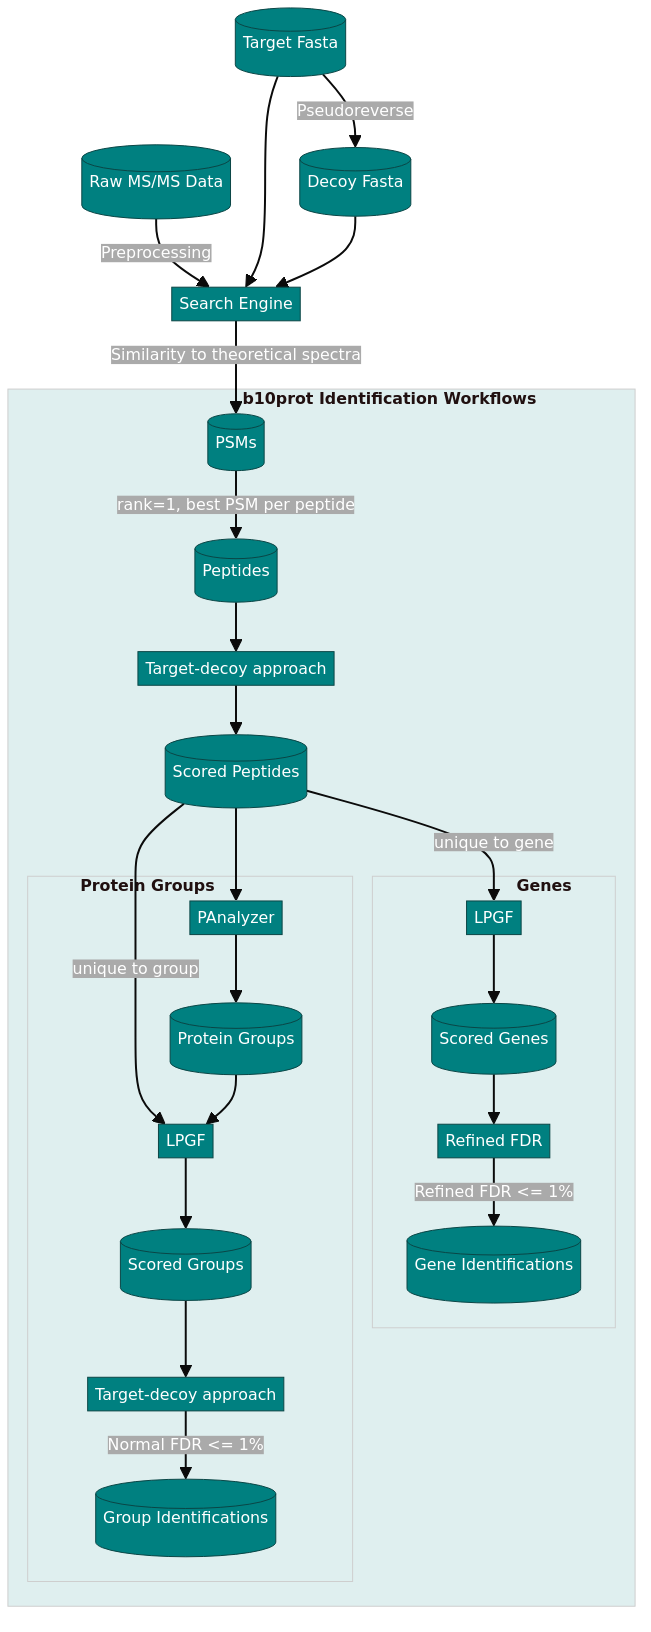 Target Fasta
Pseudoreverse
Raw MS/MS Data
Decoy Fasta
Preprocessing
Search Engine
Similarity to theoretical spectra
b10prot Identification Workflows
PSMs
rank=1, best PSM per peptide
Peptides
Target-decoy approach
Scored Peptides
unique to gene
Protein Groups
Genes
PAnalyzer
LPGF
unique to group
Protein Groups
Scored Genes
LPGF
Refined FDR
Refined FDR <= 1%
Scored Groups
Gene Identifications
Target-decoy approach
Normal FDR <= 1%
Group Identifications